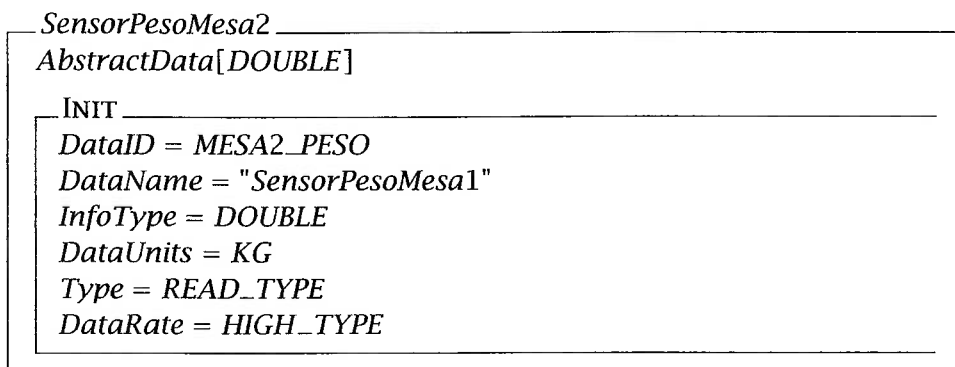 SensorPesoMesa2
AbstractData[DOUBLE]
INIT
DataID = MESA2_PESO
DataName = "SensorPesoMesa1"
InfoType = DOUBLE
DataUnits = KG
Type = READ_TYPE
DataRate = HIGH_TYPE